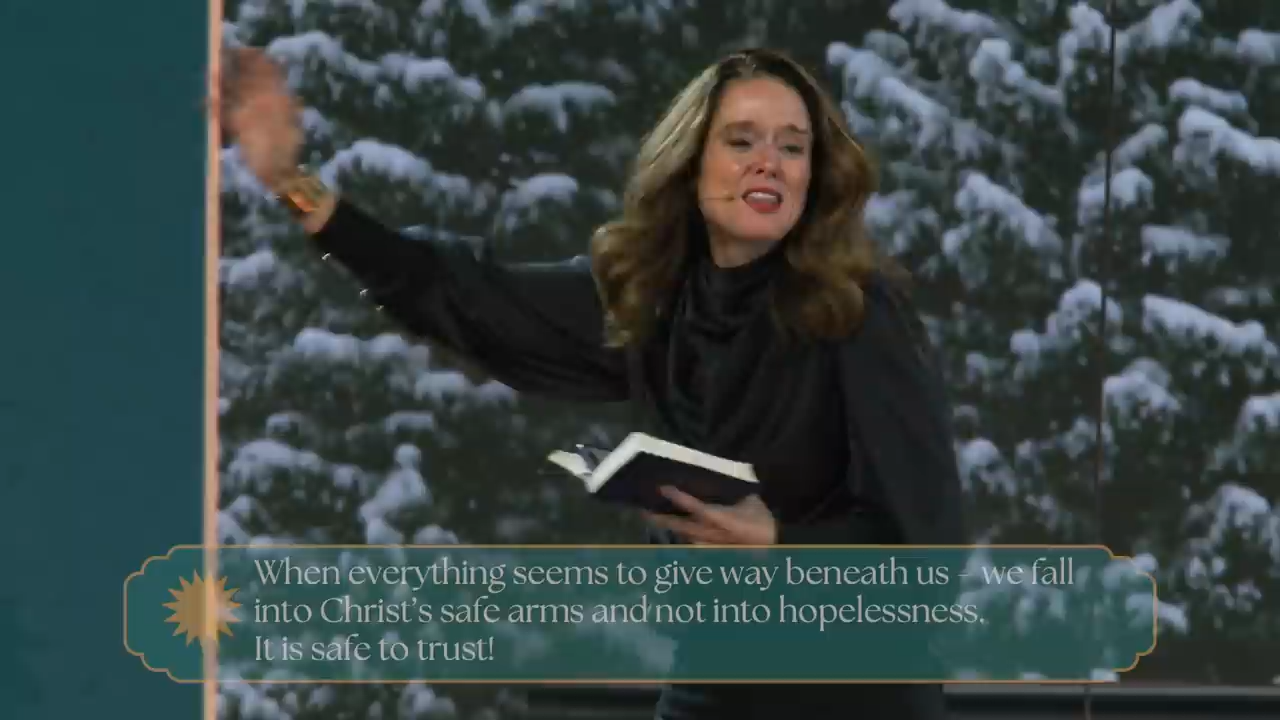 When everything seems to give way beneath us - we fall
into Christ's safe arms and not into hopelessness.
It is safe to trust!